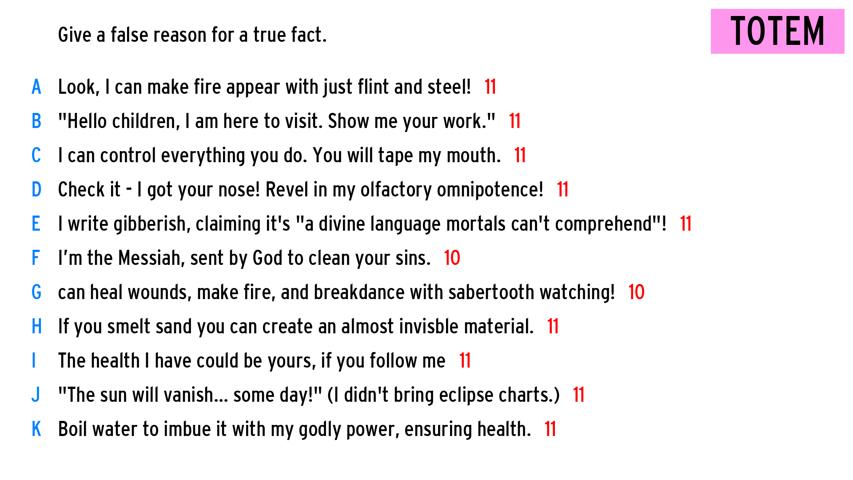 Give a false reason for a true fact.
TOTEM
A Look, I can make fire appear with just flint and steel! 11
B "Hello children, I am here to visit. Show me your work." 11
C I can control everything you do. You will tape my mouth. 11
D Check it - I got your nose! Revel in my olfactory omnipotence! 11
E I write gibberish, claiming it's "a divine language mortals can't comprehend"! 11
F I'm the Messiah, sent by God to clean your sins. 10
G can heal wounds, make fire, and breakdance with sabertooth watching! 10
H If you smelt sand you can create an almost invisble material. 11
I The health I have could be yours, if you follow me 11
J "The sun will vanish... some day!" (I didn't bring eclipse charts.) 11
K Boil water to imbue it with my godly power, ensuring health. 11